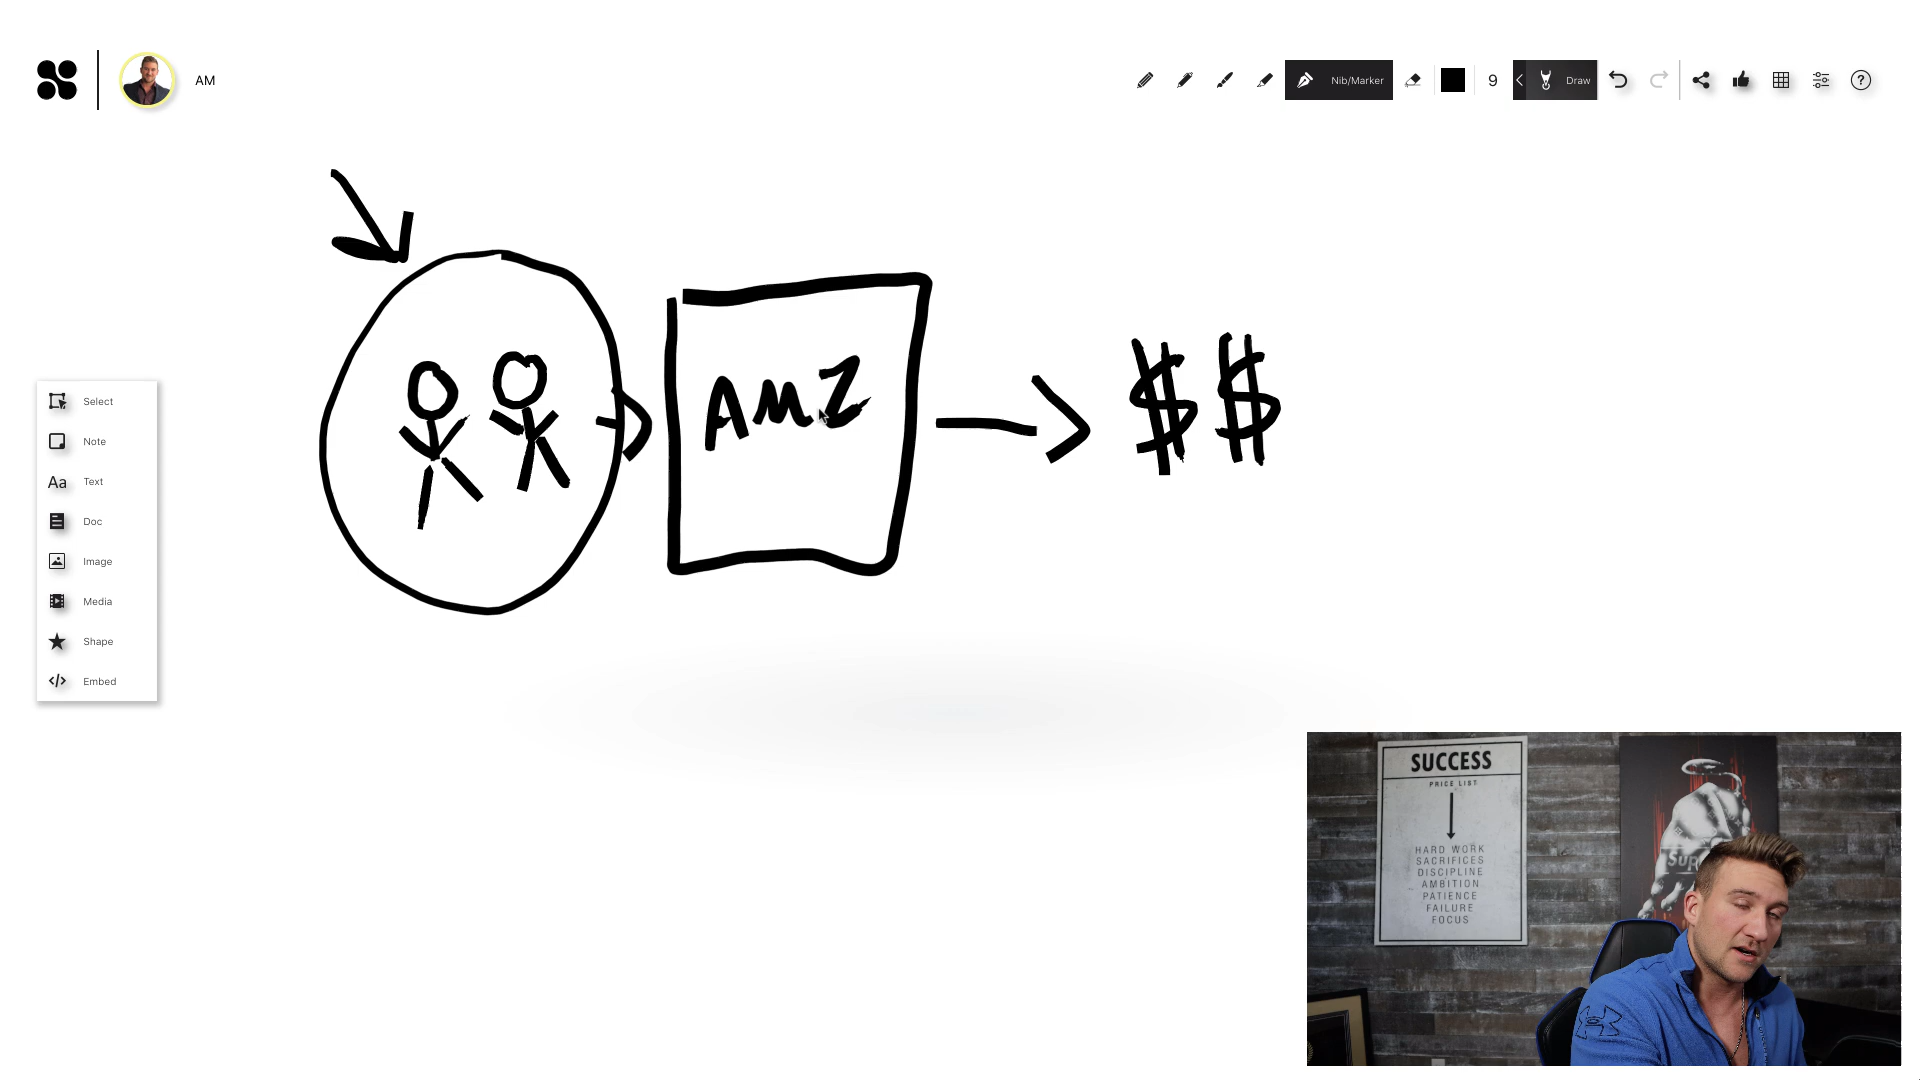 AM
Nib/Marker
9
Draw
?
Select
Note
Aa Text
Doc
Image
Media
Shape
</> Embed
AMZ
$$
SUCCESS
PRICE LIST
HARD WORK
SACRIFICES
DISCIPLINE
AMBITION
PATIENCE
FAILURE
FOCUS